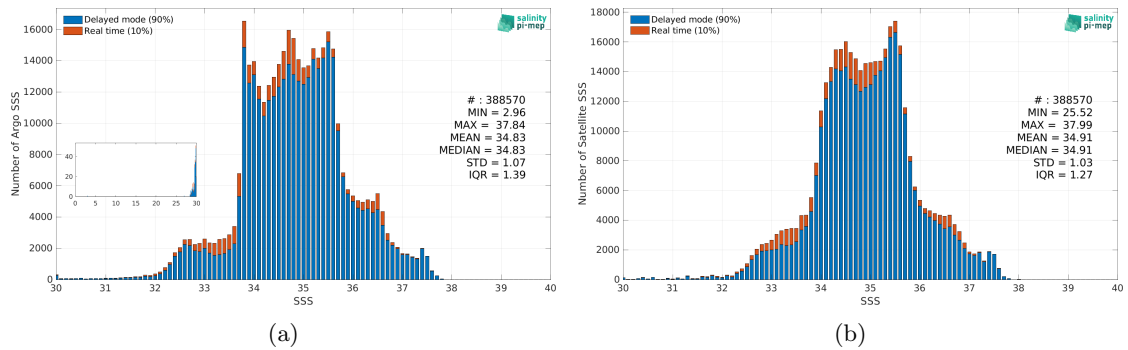 Delayed mode (90%)
Real time (10%)
salinity
pi-mep
Number of Argo SSS
16000
14000
12000
10000
8000
6000
4000
2000
0
# : 388570
MIN = 2.96
MAX = 37.84
MEAN = 34.83
MEDIAN = 34.83
STD = 1.07
IQR = 1.39
40
20
0
0 5 10 15 20 25 30
30 31 32 33 34 35 36 37 38 39 40
SSS
(a)
Delayed mode (90%)
Real time (10%)
salinity
pi-mep
Number of Satellite SSS
18000
16000
14000
12000
10000
8000
6000
4000
2000
0
# : 388570
MIN = 25.52
MAX = 37.99
MEAN = 34.91
MEDIAN = 34.91
STD = 1.03
IQR = 1.27
30 31 32 33 34 35 36 37 38 39 40
SSS
(b)